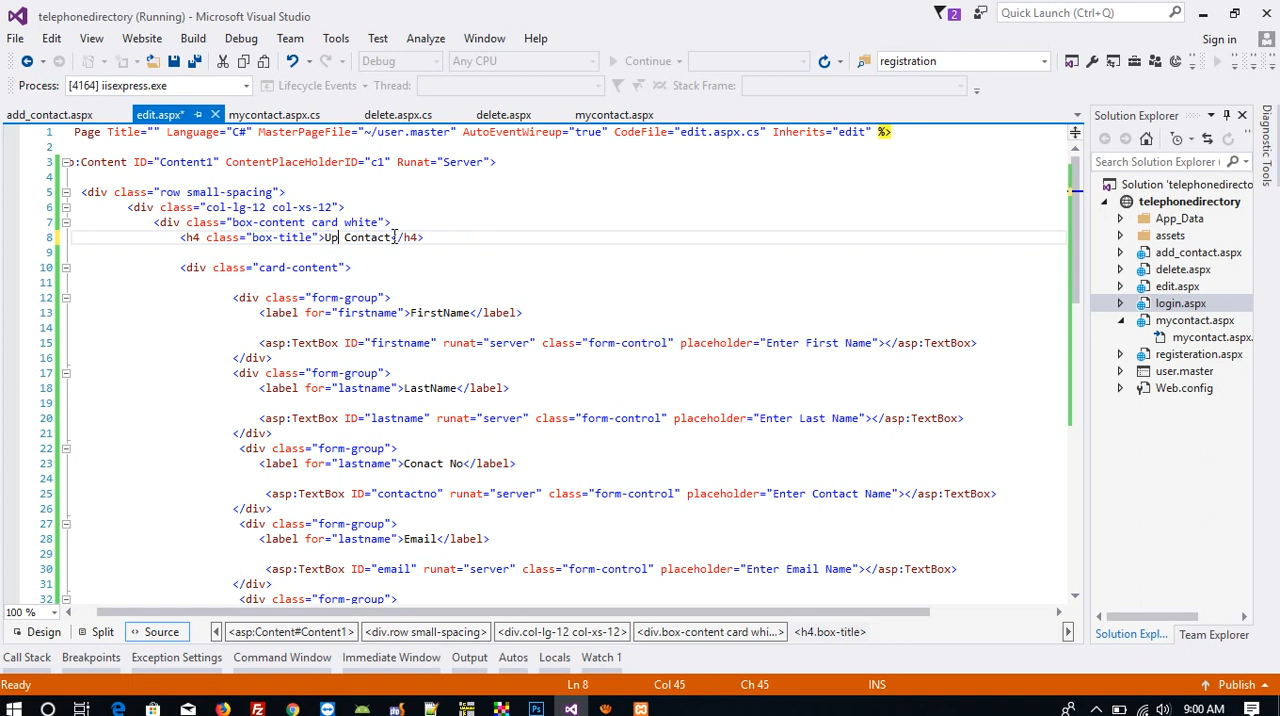 telephonedirectory (Running) - Microsoft Visual Studio
2
Quick Launch (Ctrl+Q)
File Edit View Website Build Debug Team Tools Test Analyze Window Help
Sign in
Debug Any CPU Continue registration
Process: [4164] iisexpress.exe Lifecycle Events Thread: Stack Frame:
add_contact.aspx edit.aspx* mycontact.aspx.cs delete.aspx.cs delete.aspx mycontact.aspx
Solution Explorer
Diagnostic Tools
Search Solution Explorer
1 Page Title="" Language="C#" MasterPageFile="~/user.master" AutoEventWireup="true" CodeFile="edit.aspx.cs" Inherits="edit" %>
2
3 p:Content ID="Content1" ContentPlaceHolderID="c1" Runat="Server">
4
5 <div class="row small-spacing">
6 <div class="col-lg-12 col-xs-12">
7 <div class="box-content card white">
8 <h4 class="box-title">Up Contact</h4>
9
10 <div class="card-content">
11
12 <div class="form-group">
13 <label for="firstname">FirstName</label>
14
15 <asp:TextBox ID="firstname" runat="server" class="form-control" placeholder="Enter First Name"></asp:TextBox>
16 </div>
17 <div class="form-group">
18 <label for="lastname">LastName</label>
19
20 <asp:TextBox ID="lastname" runat="server" class="form-control" placeholder="Enter Last Name"></asp:TextBox>
21 </div>
22 <div class="form-group">
23 <label for="lastname">Conact No</label>
24
25 <asp:TextBox ID="contactno" runat="server" class="form-control" placeholder="Enter Contact Name"></asp:TextBox>
26 </div>
27 <div class="form-group">
28 <label for="lastname">Email</label>
29
30 <asp:TextBox ID="email" runat="server" class="form-control" placeholder="Enter Email Name"></asp:TextBox>
31 </div>
32 <div class="form-group">
Solution 'telephonedirecto
telephonedirectory
App_Data
assets
add_contact.aspx
delete.aspx
edit.aspx
login.aspx
mycontact.aspx
mycontact.aspx.
registeration.aspx
user.master
Web.config
100 %
Design Split Source <asp:Content#Content1> <div.row small-spacing> <div.col-lg-12 col-xs-12> <div.box-content card whi...> <h4.box-title>
Solution Expl... Team Explorer
Call Stack Breakpoints Exception Settings Command Window Immediate Window Output Autos Locals Watch 1
Ready Ln 8 Col 45 Ch 45 INS Publish
9:00 AM